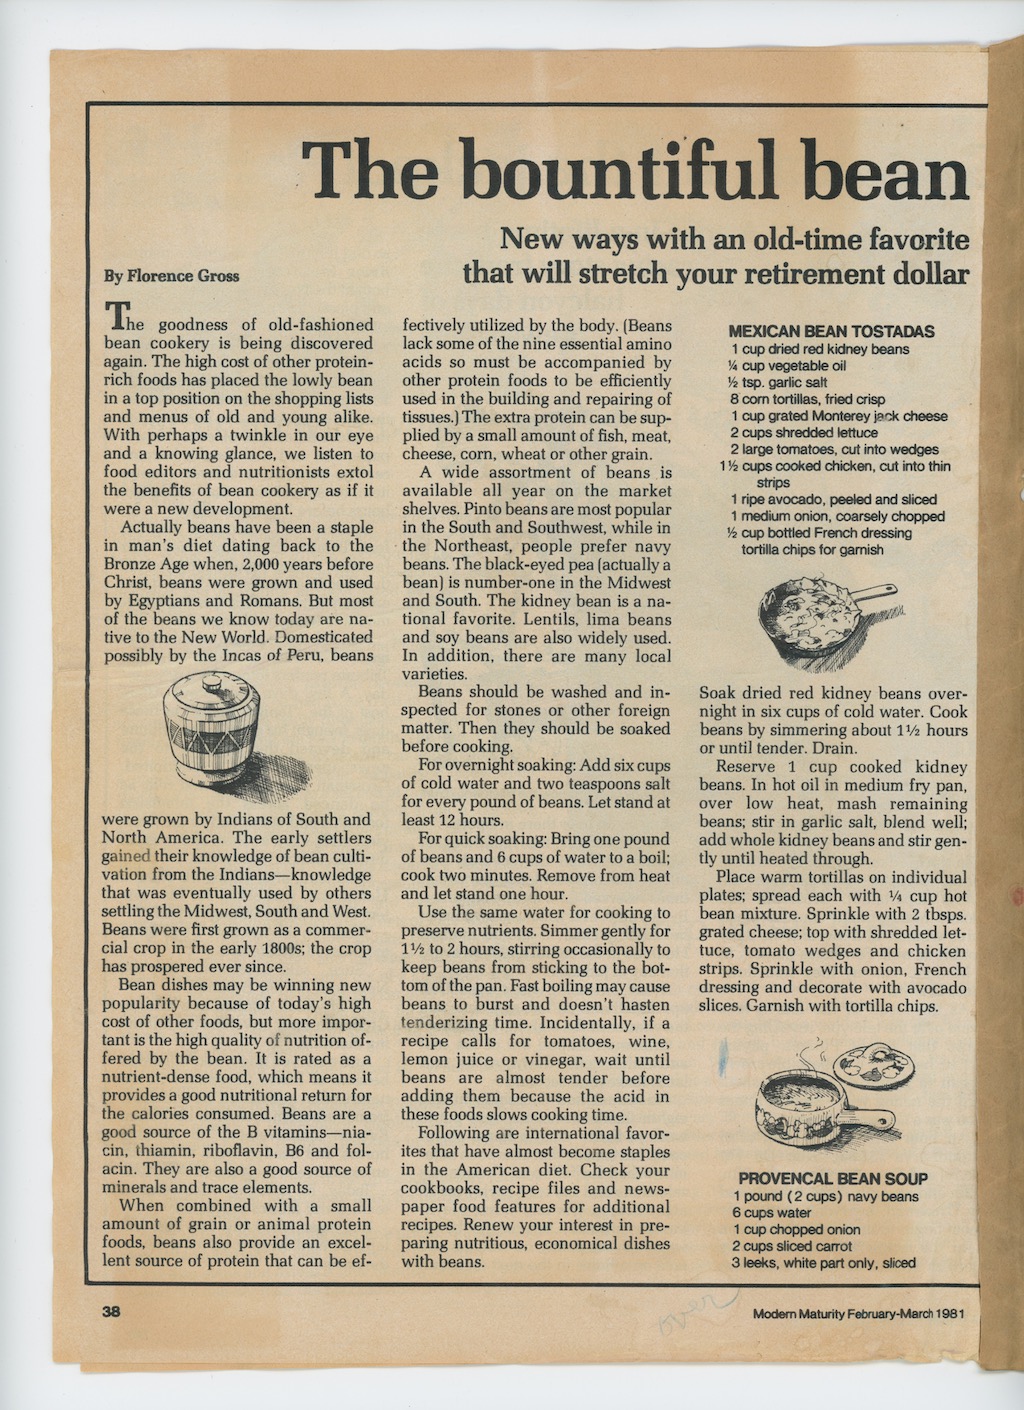 The bountiful bean
New ways with an old-time favorite
that will stretch your retirement dollar
By Florence Gross
The goodness of old-fashioned
bean cookery is being discovered
again. The high cost of other protein-
rich foods has placed the lowly bean
in a top position on the shopping lists
and menus of old and young alike.
With perhaps a twinkle in our eye
and a knowing glance, we listen to
food editors and nutritionists extol
the benefits of bean cookery as if it
were a new development.
Actually beans have been a staple
in man's diet dating back to the
Bronze Age when, 2,000 years before
Christ, beans were grown and used
by Egyptians and Romans. But most
of the beans we know today are na-
tive to the New World. Domesticated
possibly by the Incas of Peru, beans
were grown by Indians of South and
North America. The early settlers
gained their knowledge of bean culti-
vation from the Indians—knowledge
that was eventually used by others
settling the Midwest, South and West.
Beans were first grown as a commer-
cial crop in the early 1800s; the crop
has prospered ever since.
Bean dishes may be winning new
popularity because of today's high
cost of other foods, but more impor-
tant is the high quality of nutrition of-
fered by the bean. It is rated as a
nutrient-dense food, which means it
provides a good nutritional return for
the calories consumed. Beans are a
good source of the B vitamins—nia-
cin, thiamin, riboflavin, B6 and fol-
acin. They are also a good source of
minerals and trace elements.
When combined with a small
amount of grain or animal protein
foods, beans also provide an excel-
lent source of protein that can be ef-
fectively utilized by the body. (Beans
lack some of the nine essential amino
acids so must be accompanied by
other protein foods to be efficiently
used in the building and repairing of
tissues.) The extra protein can be sup-
plied by a small amount of fish, meat,
cheese, corn, wheat or other grain.
A wide assortment of beans is
available all year on the market
shelves. Pinto beans are most popular
in the South and Southwest, while in
the Northeast, people prefer navy
beans. The black-eyed pea (actually a
bean) is number-one in the Midwest
and South. The kidney bean is a na-
tional favorite. Lentils, lima beans
and soy beans are also widely used.
In addition, there are many local
varieties.
Beans should be washed and in-
spected for stones or other foreign
matter. Then they should be soaked
before cooking.
For overnight soaking: Add six cups
of cold water and two teaspoons salt
for every pound of beans. Let stand at
least 12 hours.
For quick soaking: Bring one pound
of beans and 6 cups of water to a boil;
cook two minutes. Remove from heat
and let stand one hour.
Use the same water for cooking to
preserve nutrients. Simmer gently for
1½ to 2 hours, stirring occasionally to
keep beans from sticking to the bot-
tom of the pan. Fast boiling may cause
beans to burst and doesn't hasten
tenderizing time. Incidentally, if a
recipe calls for tomatoes, wine,
lemon juice or vinegar, wait until
beans are almost tender before
adding them because the acid in
these foods slows cooking time.
Following are international favor-
ites that have almost become staples
in the American diet. Check your
cookbooks, recipe files and news-
paper food features for additional
recipes. Renew your interest in pre-
paring nutritious, economical dishes
with beans.
MEXICAN BEAN TOSTADAS
1 cup dried red kidney beans
¼ cup vegetable oil
½ tsp. garlic salt
8 corn tortillas, fried crisp
1 cup grated Monterey jack cheese
2 cups shredded lettuce
2 large tomatoes, cut into wedges
1½ cups cooked chicken, cut into thin
strips
1 ripe avocado, peeled and sliced
1 medium onion, coarsely chopped
½ cup bottled French dressing
tortilla chips for garnish
Soak dried red kidney beans over-
night in six cups of cold water. Cook
beans by simmering about 1½ hours
or until tender. Drain.
Reserve 1 cup cooked kidney
beans. In hot oil in medium fry pan,
over low heat, mash remaining
beans; stir in garlic salt, blend well;
add whole kidney beans and stir gen-
tly until heated through.
Place warm tortillas on individual
plates; spread each with ¼ cup hot
bean mixture. Sprinkle with 2 tbsps.
grated cheese; top with shredded let-
tuce, tomato wedges and chicken
strips. Sprinkle with onion, French
dressing and decorate with avocado
slices. Garnish with tortilla chips.
PROVENCAL BEAN SOUP
1 pound (2 cups) navy beans
6 cups water
1 cup chopped onion
2 cups sliced carrot
3 leeks, white part only, sliced
38
over
Modern Maturity February-March 1981